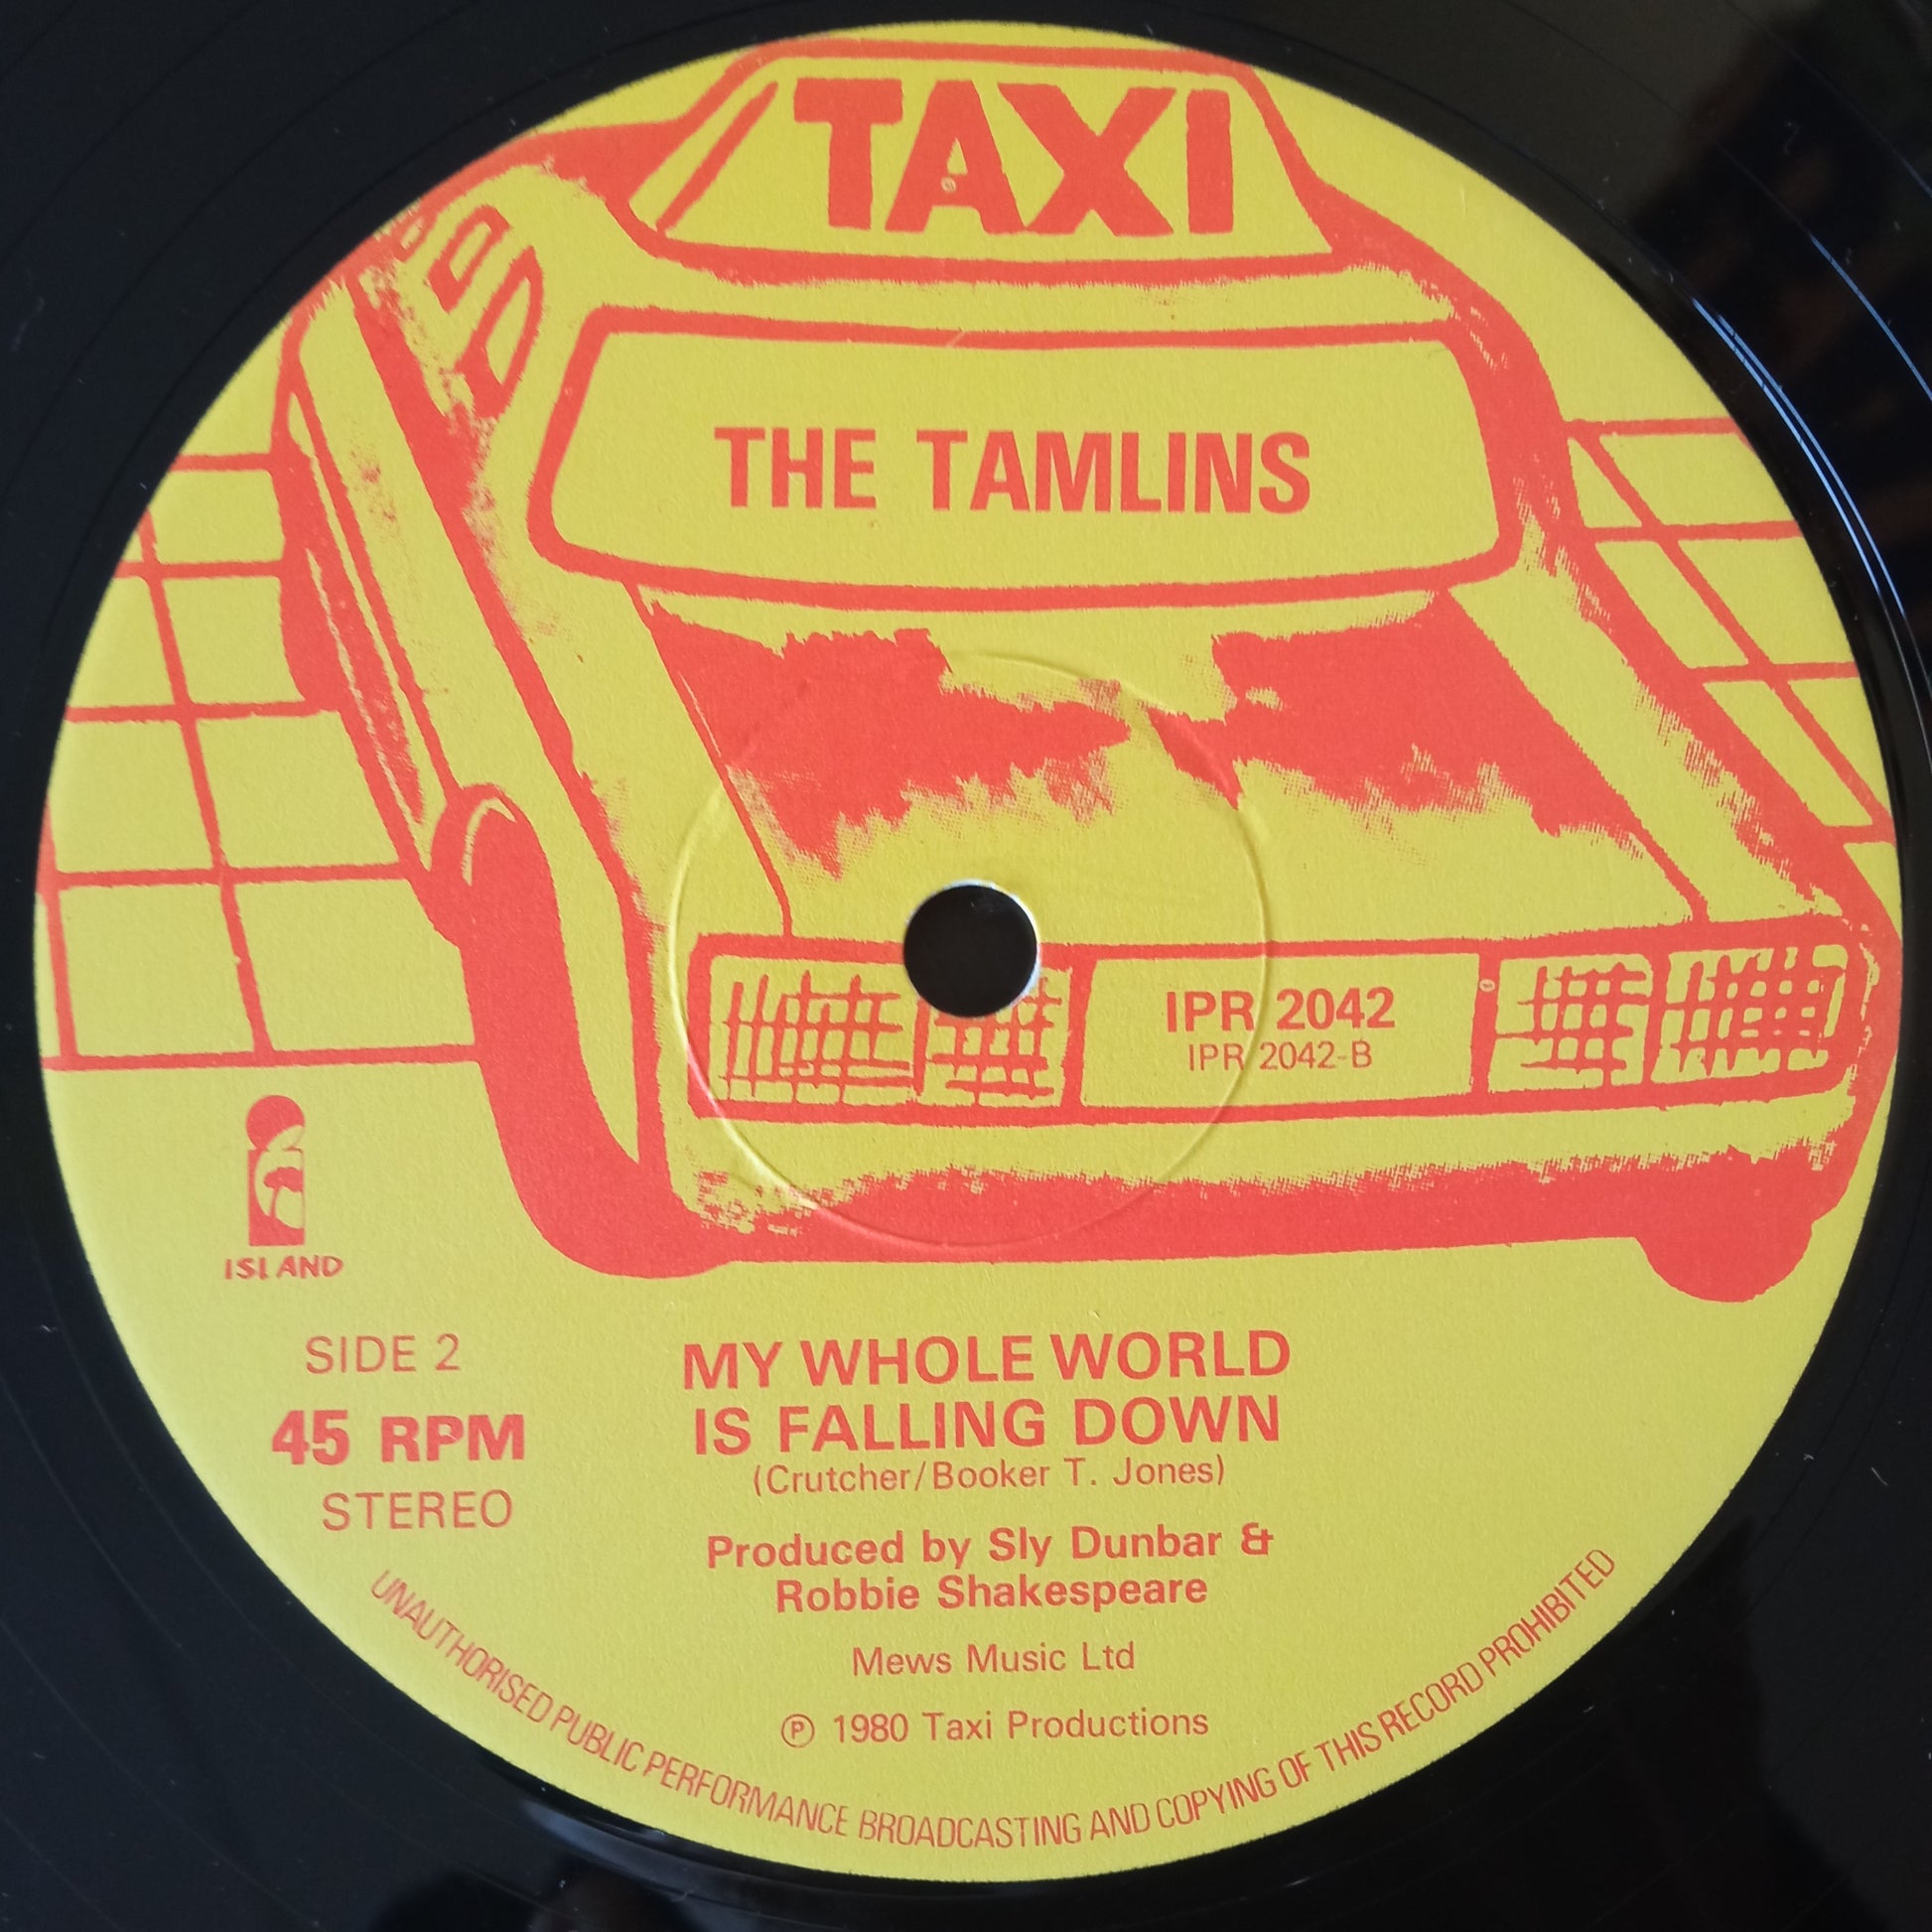 TAXI
THE TAMLINS
IPR 2042
IPR 2042-B
ISLAND
SIDE 2
45 RPM
STEREO
MY WHOLE WORLD
IS FALLING DOWN
(Crutcher/Booker T. Jones)
Produced by Sly Dunbar &
Robbie Shakespeare
Mews Music Ltd
Ⓟ 1980 Taxi Productions
UNAUTHORISED PUBLIC PERFORMANCE BROADCASTING AND COPYING OF THIS RECORD PROHIBITED